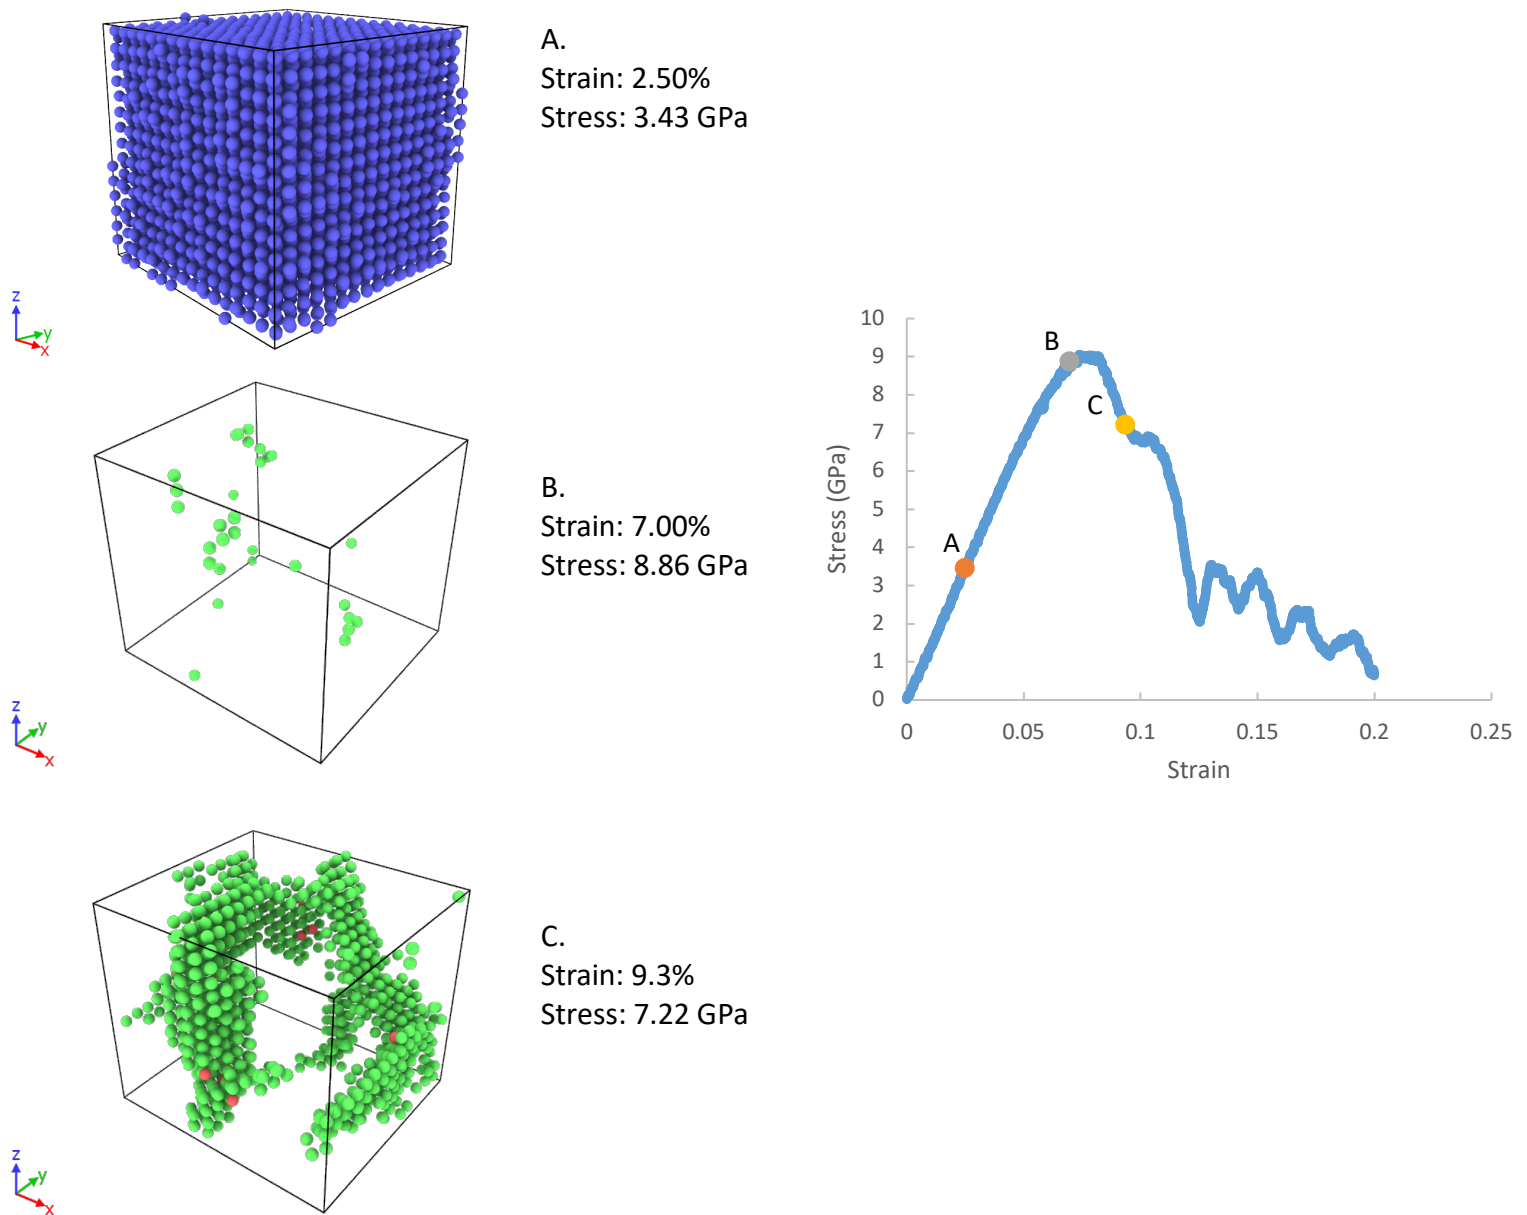 A.
Strain: 2.50%
Stress: 3.43 GPa
z
y
x
B.
Strain: 7.00%
Stress: 8.86 GPa
z
y
x
C.
Strain: 9.3%
Stress: 7.22 GPa
z
y
x
10
9
8
7
6
5
4
3
2
1
0
Stress (GPa)
A
B
C
0
0.05
0.1
0.15
0.2
0.25
Strain